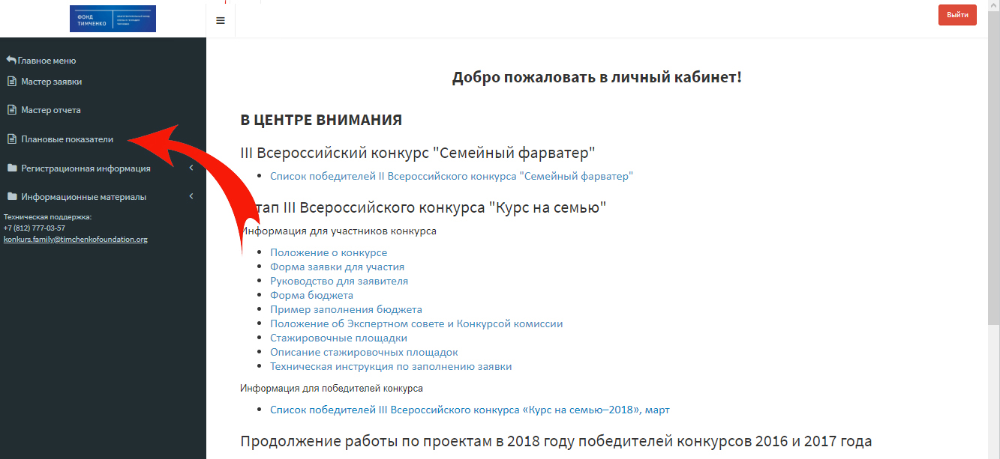 ФОНД
ТИМЧЕНКО
Выйти
Главное меню
Мастер заявки
Мастер отчета
Плановые показатели
Регистрационная информация
Информационные материалы
Техническая поддержка:
+7 (812) 777-03-57
konkurs.family@timchenkofoundation.org
Добро пожаловать в личный кабинет!
В ЦЕНТРЕ ВНИМАНИЯ
III Всероссийский конкурс "Семейный фарватер"
Список победителей II Всероссийского конкурса "Семейный фарватер"
тап III Всероссийского конкурса "Курс на семью"
Информация для участников конкурса
Положение о конкурсе
Форма заявки для участия
Руководство для заявителя
Форма бюджета
Пример заполнения бюджета
Положение об Экспертном совете и Конкурсой комиссии
Стажировочные площадки
Описание стажировочных площадок
Техническая инструкция по заполнению заявки
Информация для победителей конкурса
Список победителей III Всероссийского конкурса «Курс на семью–2018», март
Продолжение работы по проектам в 2018 году победителей конкурсов 2016 и 2017 года